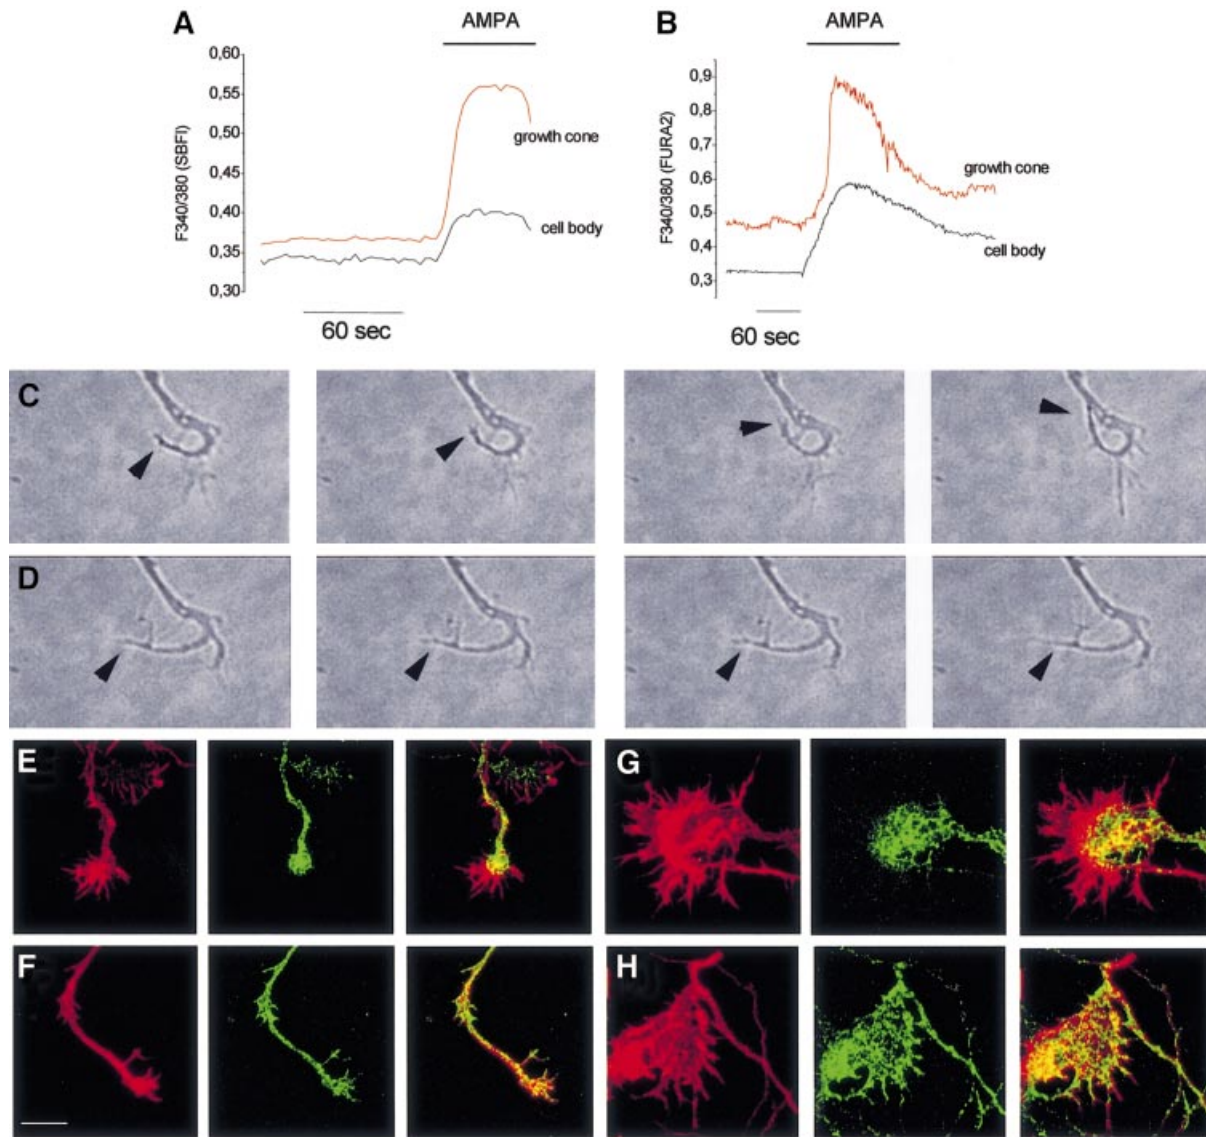 A
AMPA
F340/380 (SBFI)
0,60
0,55
0,50
0,45
0,40
0,35
0,30
growth cone
cell body
60 sec
B
AMPA
F340/380 (FURA2)
0,9
0,8
0,7
0,6
0,5
0,4
0,3
growth cone
cell body
60 sec
C
D
E
G
F
H